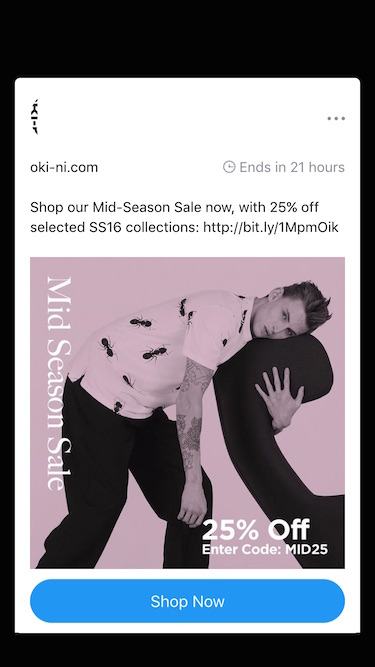 oki-ni.com
Ends in 21 hours
Shop our Mid-Season Sale now, with 25% off
selected SS16 collections: http://bit.ly/1MpmOik
Mid Season Sale
25% Off
Enter Code: MID25
Shop Now